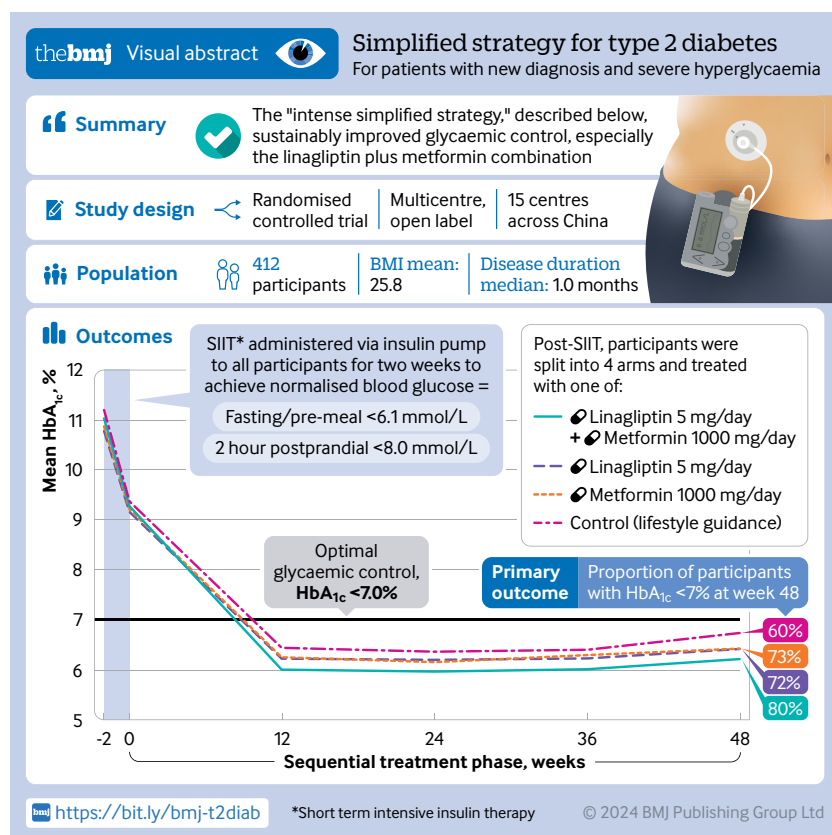 thebmj Visual abstract
Simplified strategy for type 2 diabetes
For patients with new diagnosis and severe hyperglycaemia
Summary
The "intense simplified strategy," described below,
sustainably improved glycaemic control, especially
the linagliptin plus metformin combination
Study design
Randomised
controlled trial
Multicentre,
open label
15 centres
across China
Population
412
participants
BMI mean:
25.8
Disease duration
median: 1.0 months
Outcomes
SIIT* administered via insulin pump
to all participants for two weeks to
achieve normalised blood glucose =
Fasting/pre-meal <6.1 mmol/L
2 hour postprandial <8.0 mmol/L
Post-SIIT, participants were
split into 4 arms and treated
with one of:
Linagliptin 5 mg/day
+ Metformin 1000 mg/day
Linagliptin 5 mg/day
Metformin 1000 mg/day
Control (lifestyle guidance)
Mean HbA1c, %
12
11
10
9
8
7
6
5
Optimal
glycaemic control,
HbA1c <7.0%
Primary
outcome
Proportion of participants
with HbA1c <7% at week 48
60%
73%
72%
80%
-2 0 12 24 36 48
Sequential treatment phase, weeks
bmj https://bit.ly/bmj-t2diab
*Short term intensive insulin therapy
© 2024 BMJ Publishing Group Ltd